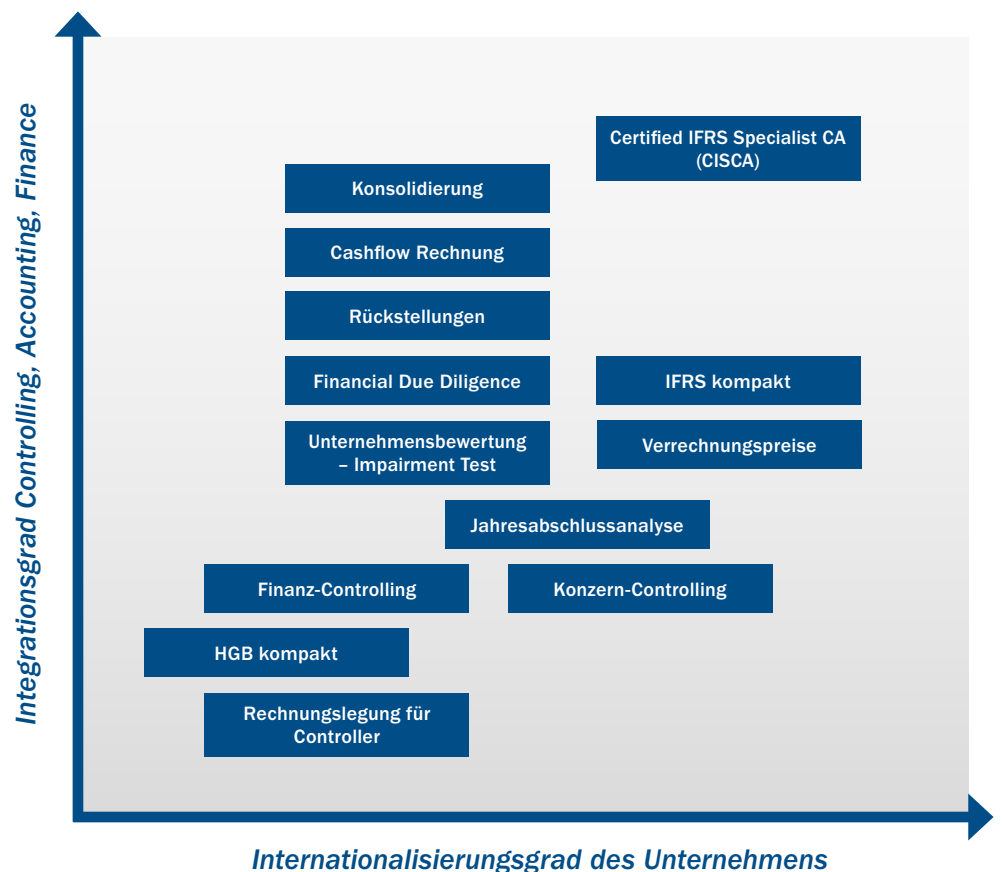 Integrationsgrad Controlling, Accounting, Finance
Certified IFRS Specialist CA
(CISCA)
Konsolidierung
Cashflow Rechnung
Rückstellungen
Financial Due Diligence
IFRS kompakt
Unternehmensbewertung
– Impairment Test
Verrechnungspreise
Jahresabschlussanalyse
Finanz-Controlling
Konzern-Controlling
HGB kompakt
Rechnungslegung für
Controller
Internationalisierungsgrad des Unternehmens